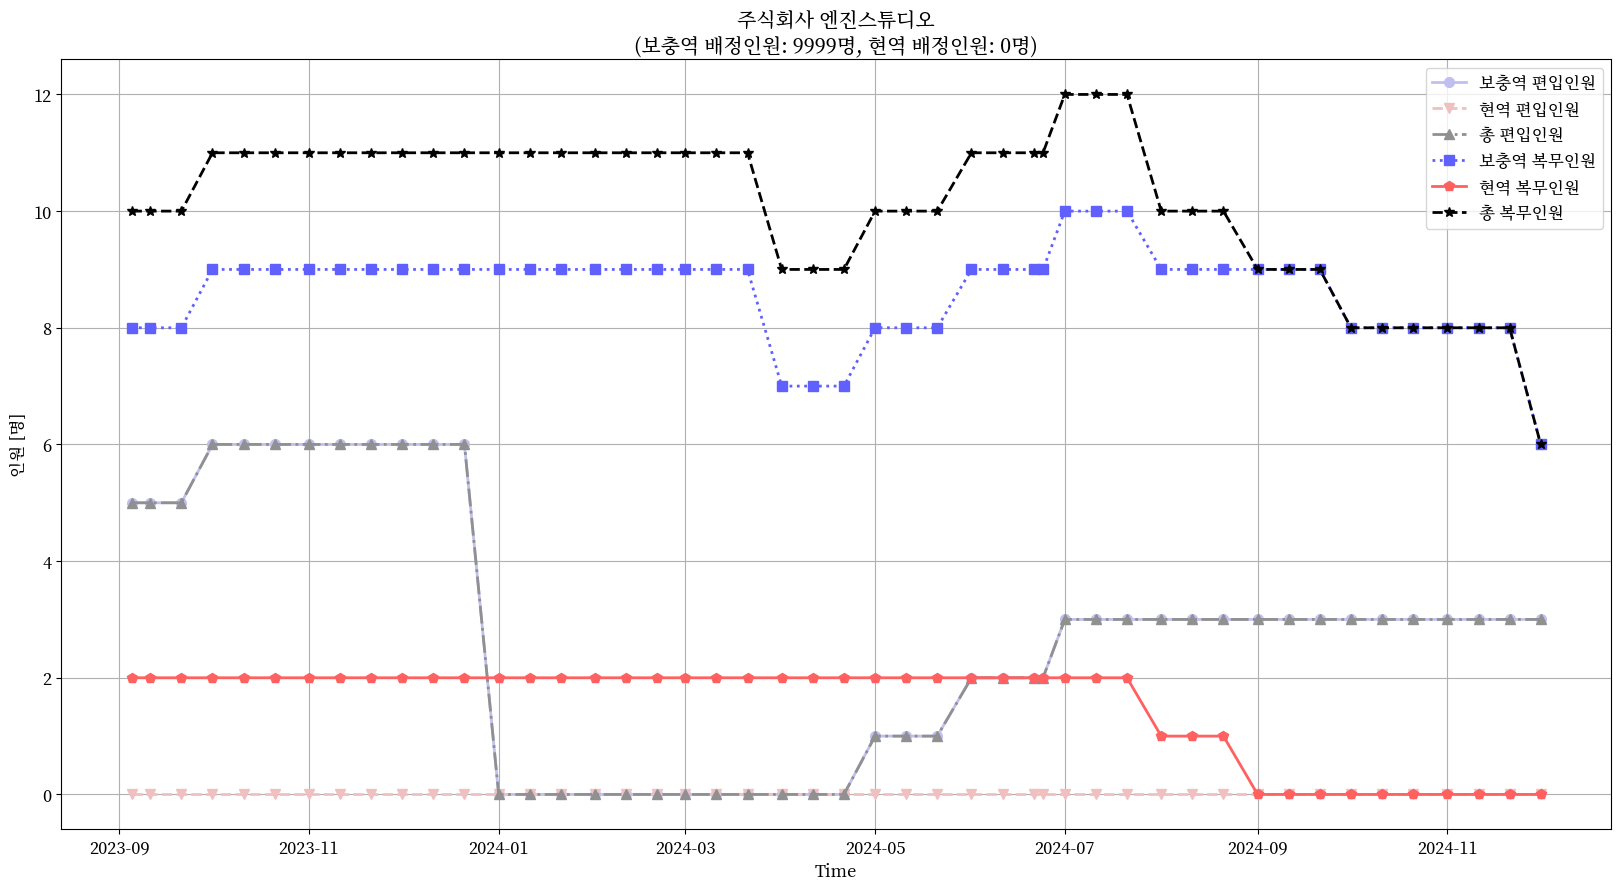 주식회사 엔진스튜디오
(보충역 배정인원: 9999명, 현역 배정인원: 0명)
보충역 편입인원
현역 편입인원
총 편입인원
보충역 복무인원
현역 복무인원
총 복무인원
12
10
8
6
4
2
0
인원 [명]
2023-09
2023-11
2024-01
2024-03
2024-05
2024-07
2024-09
2024-11
Time